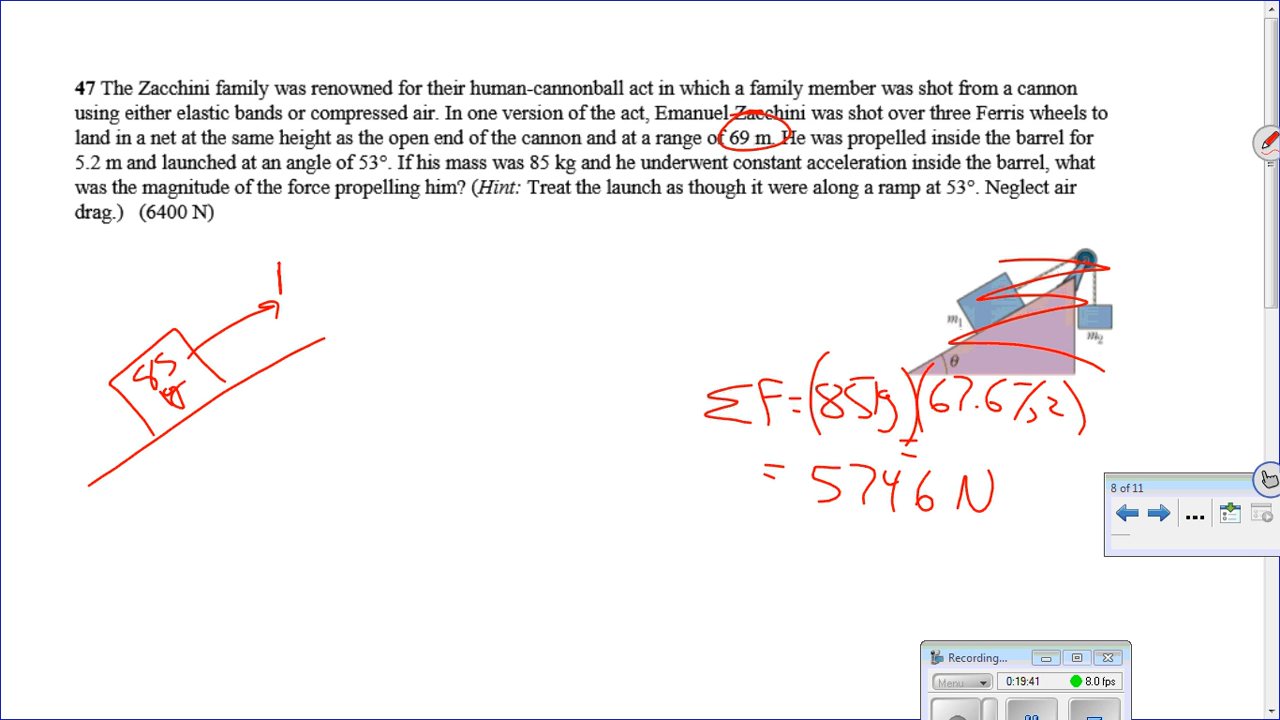 47 The Zacchini family was renowned for their human-cannonball act in which a family member was shot from a cannon
using either elastic bands or compressed air. In one version of the act, Emanuel Zacchini was shot over three Ferris wheels to
land in a net at the same height as the open end of the cannon and at a range of 69 m. He was propelled inside the barrel for
5.2 m and launched at an angle of 53°. If his mass was 85 kg and he underwent constant acceleration inside the barrel, what
was the magnitude of the force propelling him? (Hint: Treat the launch as though it were along a ramp at 53°. Neglect air
drag.) (6400 N)
m1
m2
θ
85
kg
ΣF = (85kg)(67.6 m/s2)
= 5746 N
8 of 11
...
Recording...
Menu
0:19:41
8.0 fps